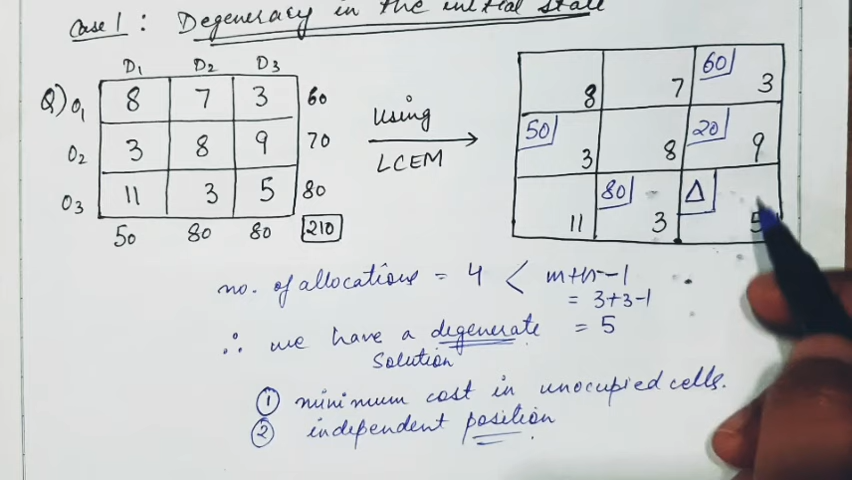 Case 1 : Degeneracy in the initial state
D1 D2 D3
Q) O1 8 7 3 60
O2 3 8 9 70
O3 11 3 5 80
50 80 80 210
Using
LCEM
8 7 60 3
50 3 8 20 9
11 80 3 Δ 5
no. of allocations = 4 < m+n-1
= 3+3-1
∴ we have a degenerate = 5
Solution
① minimum cost in unocupied cells.
② independent position